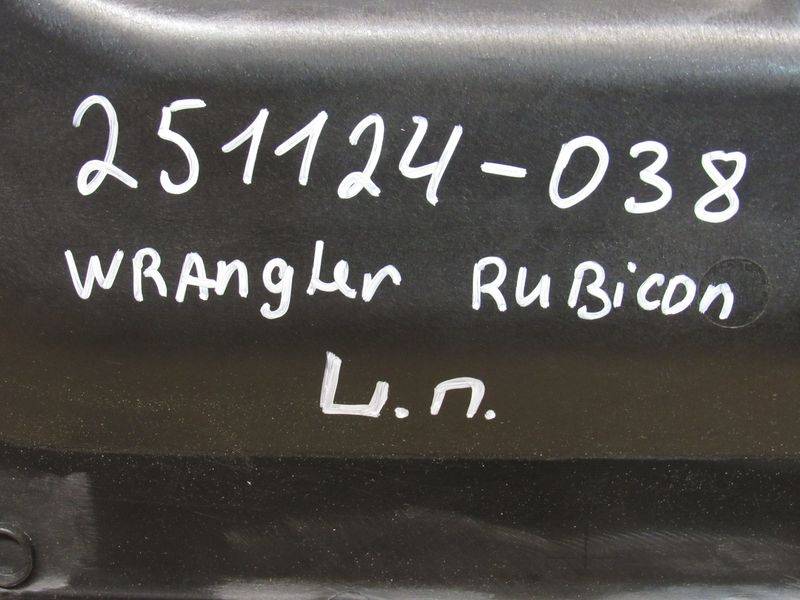 251124-038
WRAngler RUBicon
L.п.